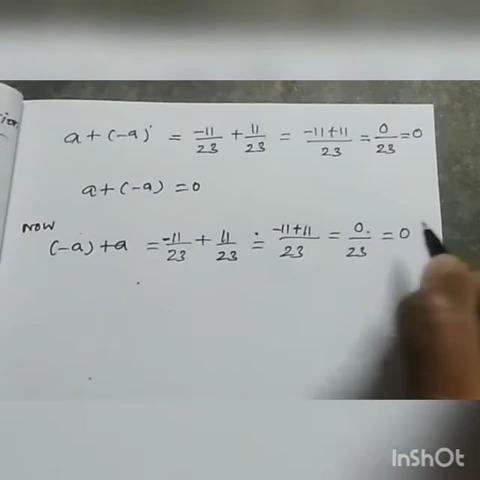 a + (-a) = -11/23 + 11/23 = -11+11/23 = 0/23 = 0
a + (-a) = 0
NOW
(-a) + a = -11/23 + 11/23 = -11+11/23 = 0/23 = 0
InShOt